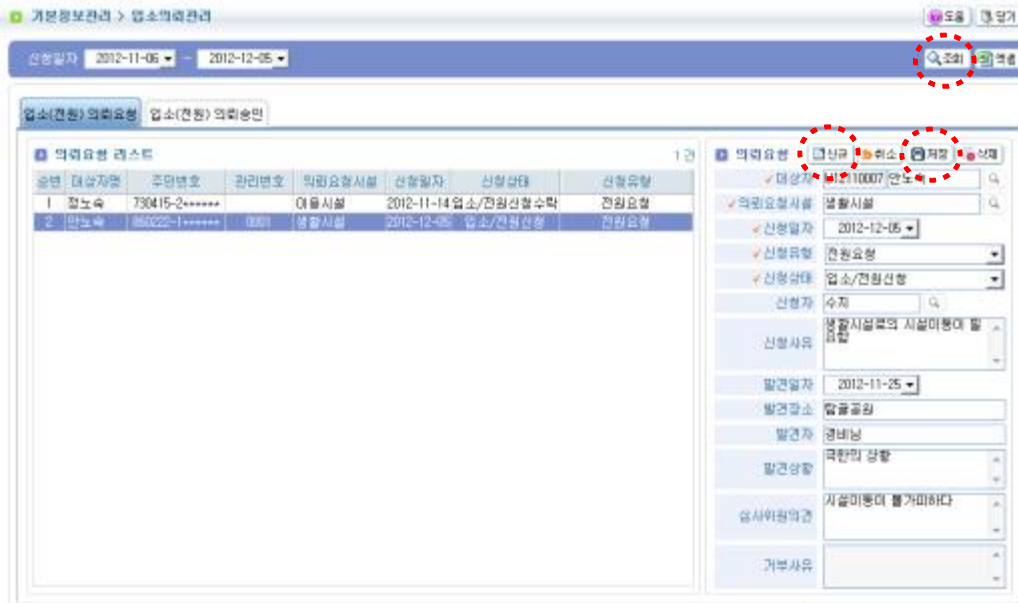 기본정보관리 > 입소의뢰관리
도움 닫기
신청일자 2012-11-06 ~ 2012-12-05
조회 엑셀
입소(전원) 의뢰요청 입소(전원) 의뢰승인
의뢰요청 리스트 1건
순번 대상자명 주민번호 관리번호 의뢰요청시설 신청일자 신청상태 신청유형
1 정노숙 730415-2****** 이용시설 2012-11-14 입소/전원신청수락 전원요청
2 안노숙 860222-1****** 0001 생활시설 2012-12-05 입소/전원신청 전원요청
의뢰요청 신규 취소 저장 삭제
대상자 M12110007 안노숙
의뢰요청시설 생활시설
신청일자 2012-12-05
신청유형 전원요청
신청상태 입소/전원신청
신청자 수지
신청사유 생활시설로의 시설이동이 필
요함
발견일자 2012-11-25
발견장소 탑골공원
발견자 경비님
발견상황 극한의 상황
심사위원의견 시설이동이 불가피하다
거부사유